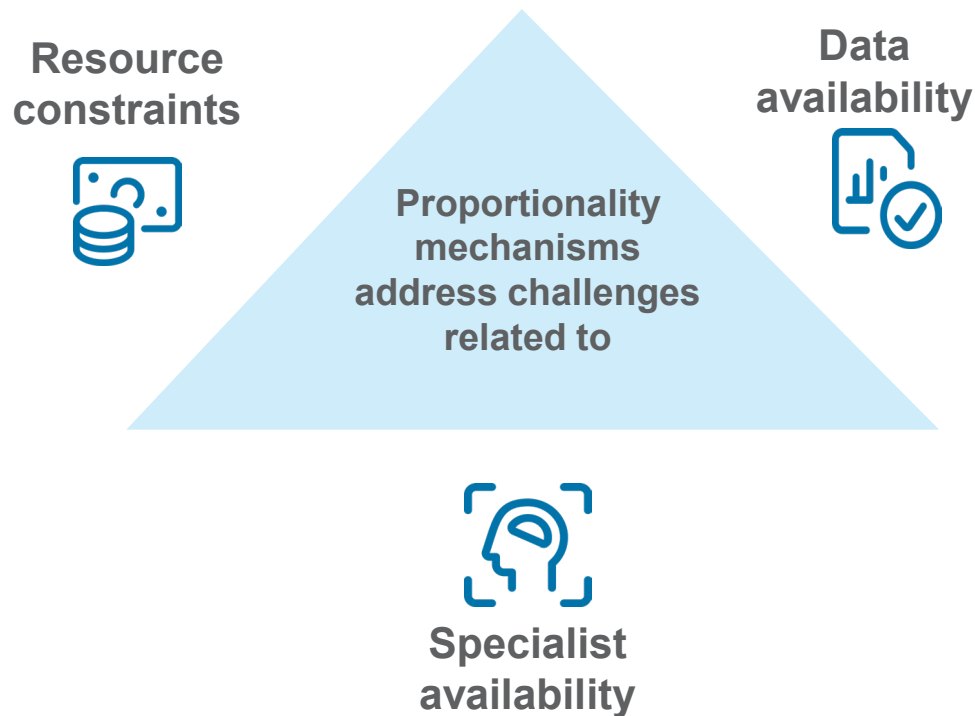 Resource
constraints
Data
availability
Proportionality
mechanisms
address challenges
related to
Specialist
availability